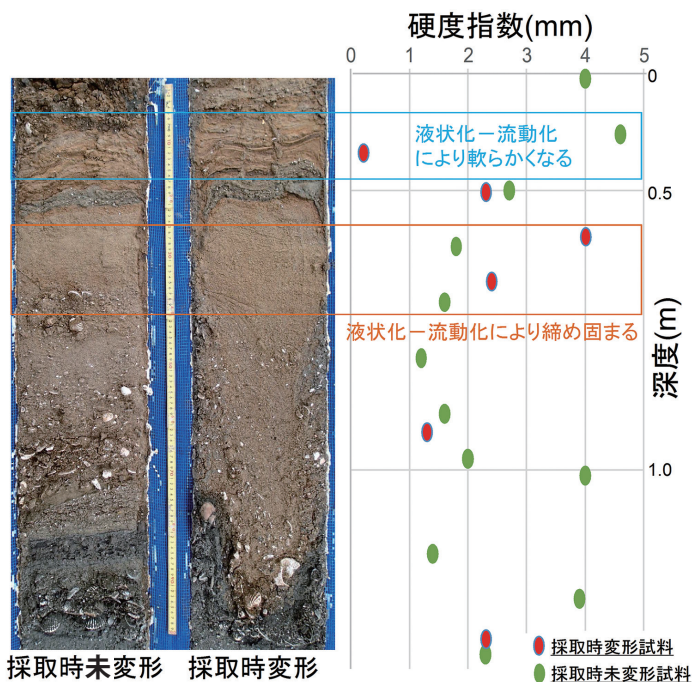 硬度指数(mm)
0 1 2 3 4 5
0
液状化－流動化
により軟らかくなる
0.5
液状化－流動化により締め固まる
深度(m)
1.0
採取時変形試料
採取時未変形試料
採取時未変形 採取時変形